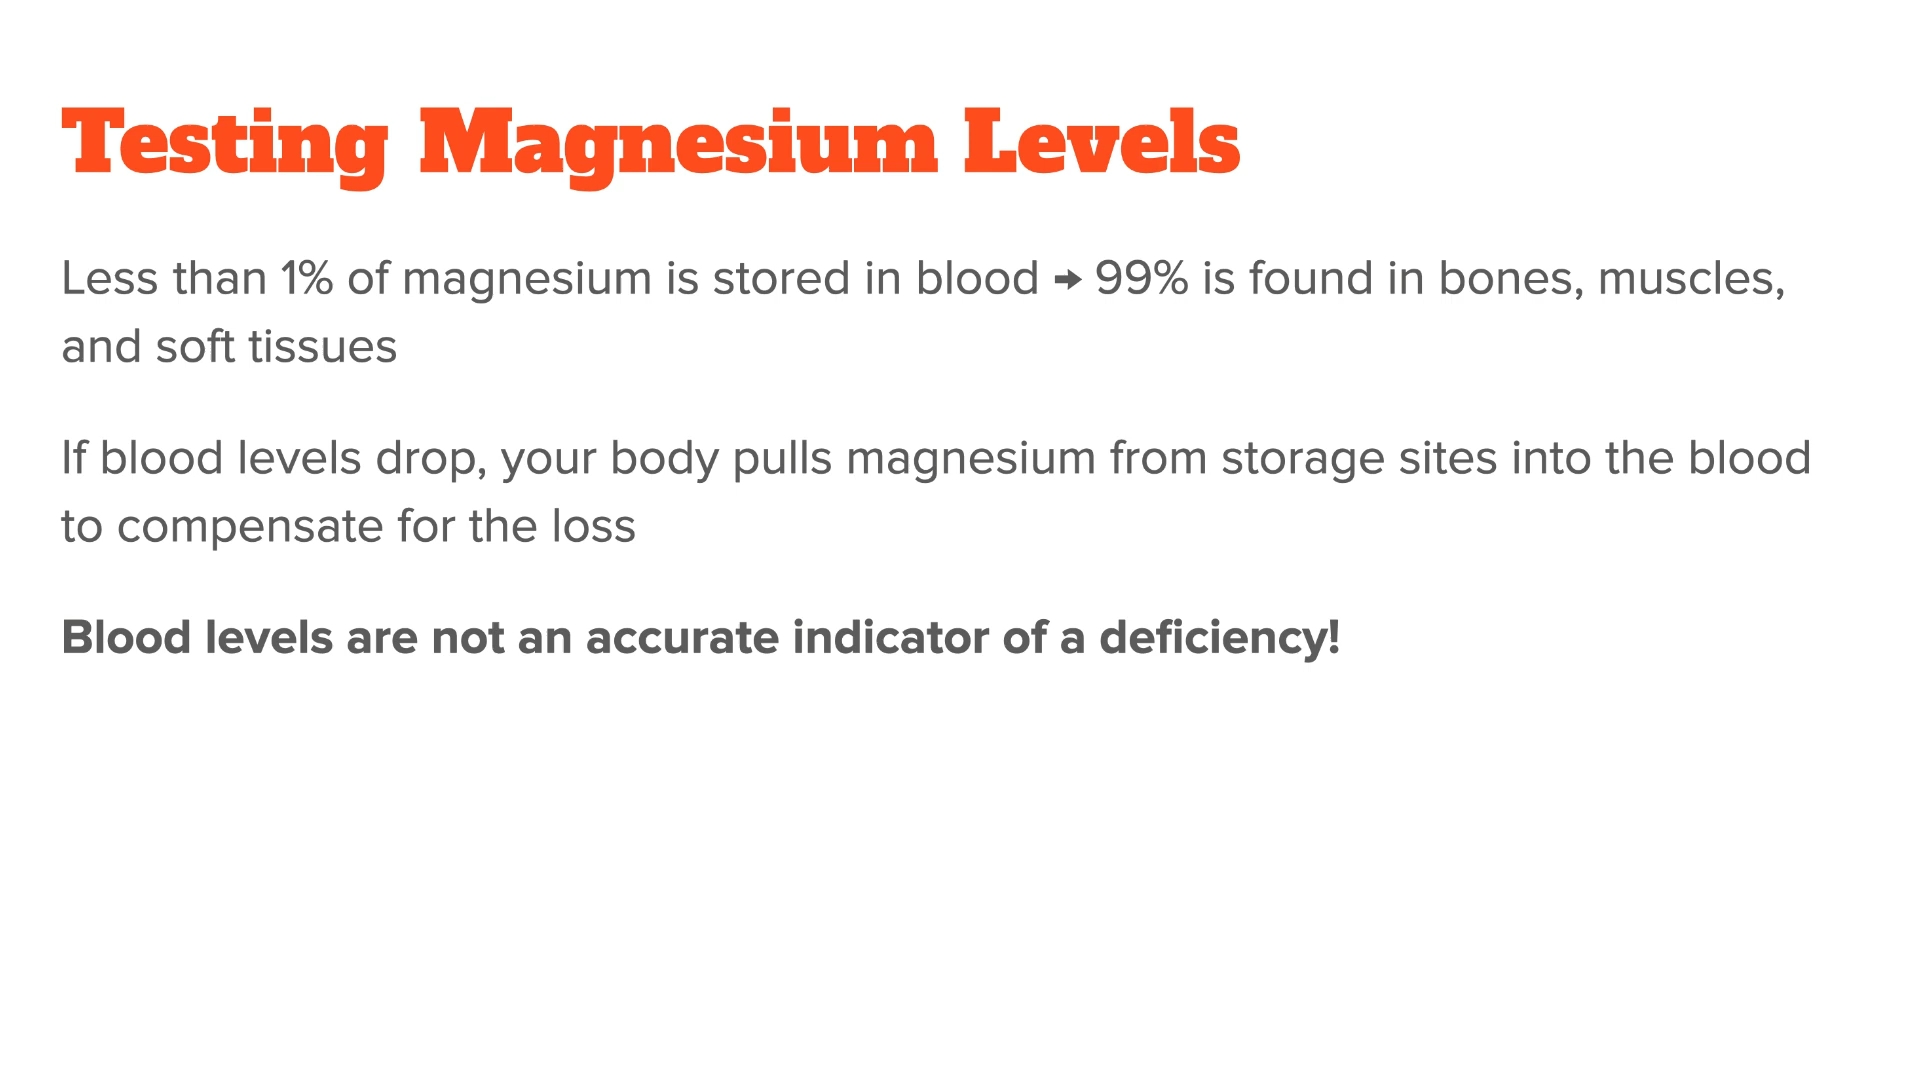 Testing Magnesium Levels
Less than 1% of magnesium is stored in blood → 99% is found in bones, muscles,
and soft tissues
If blood levels drop, your body pulls magnesium from storage sites into the blood
to compensate for the loss
Blood levels are not an accurate indicator of a deficiency!